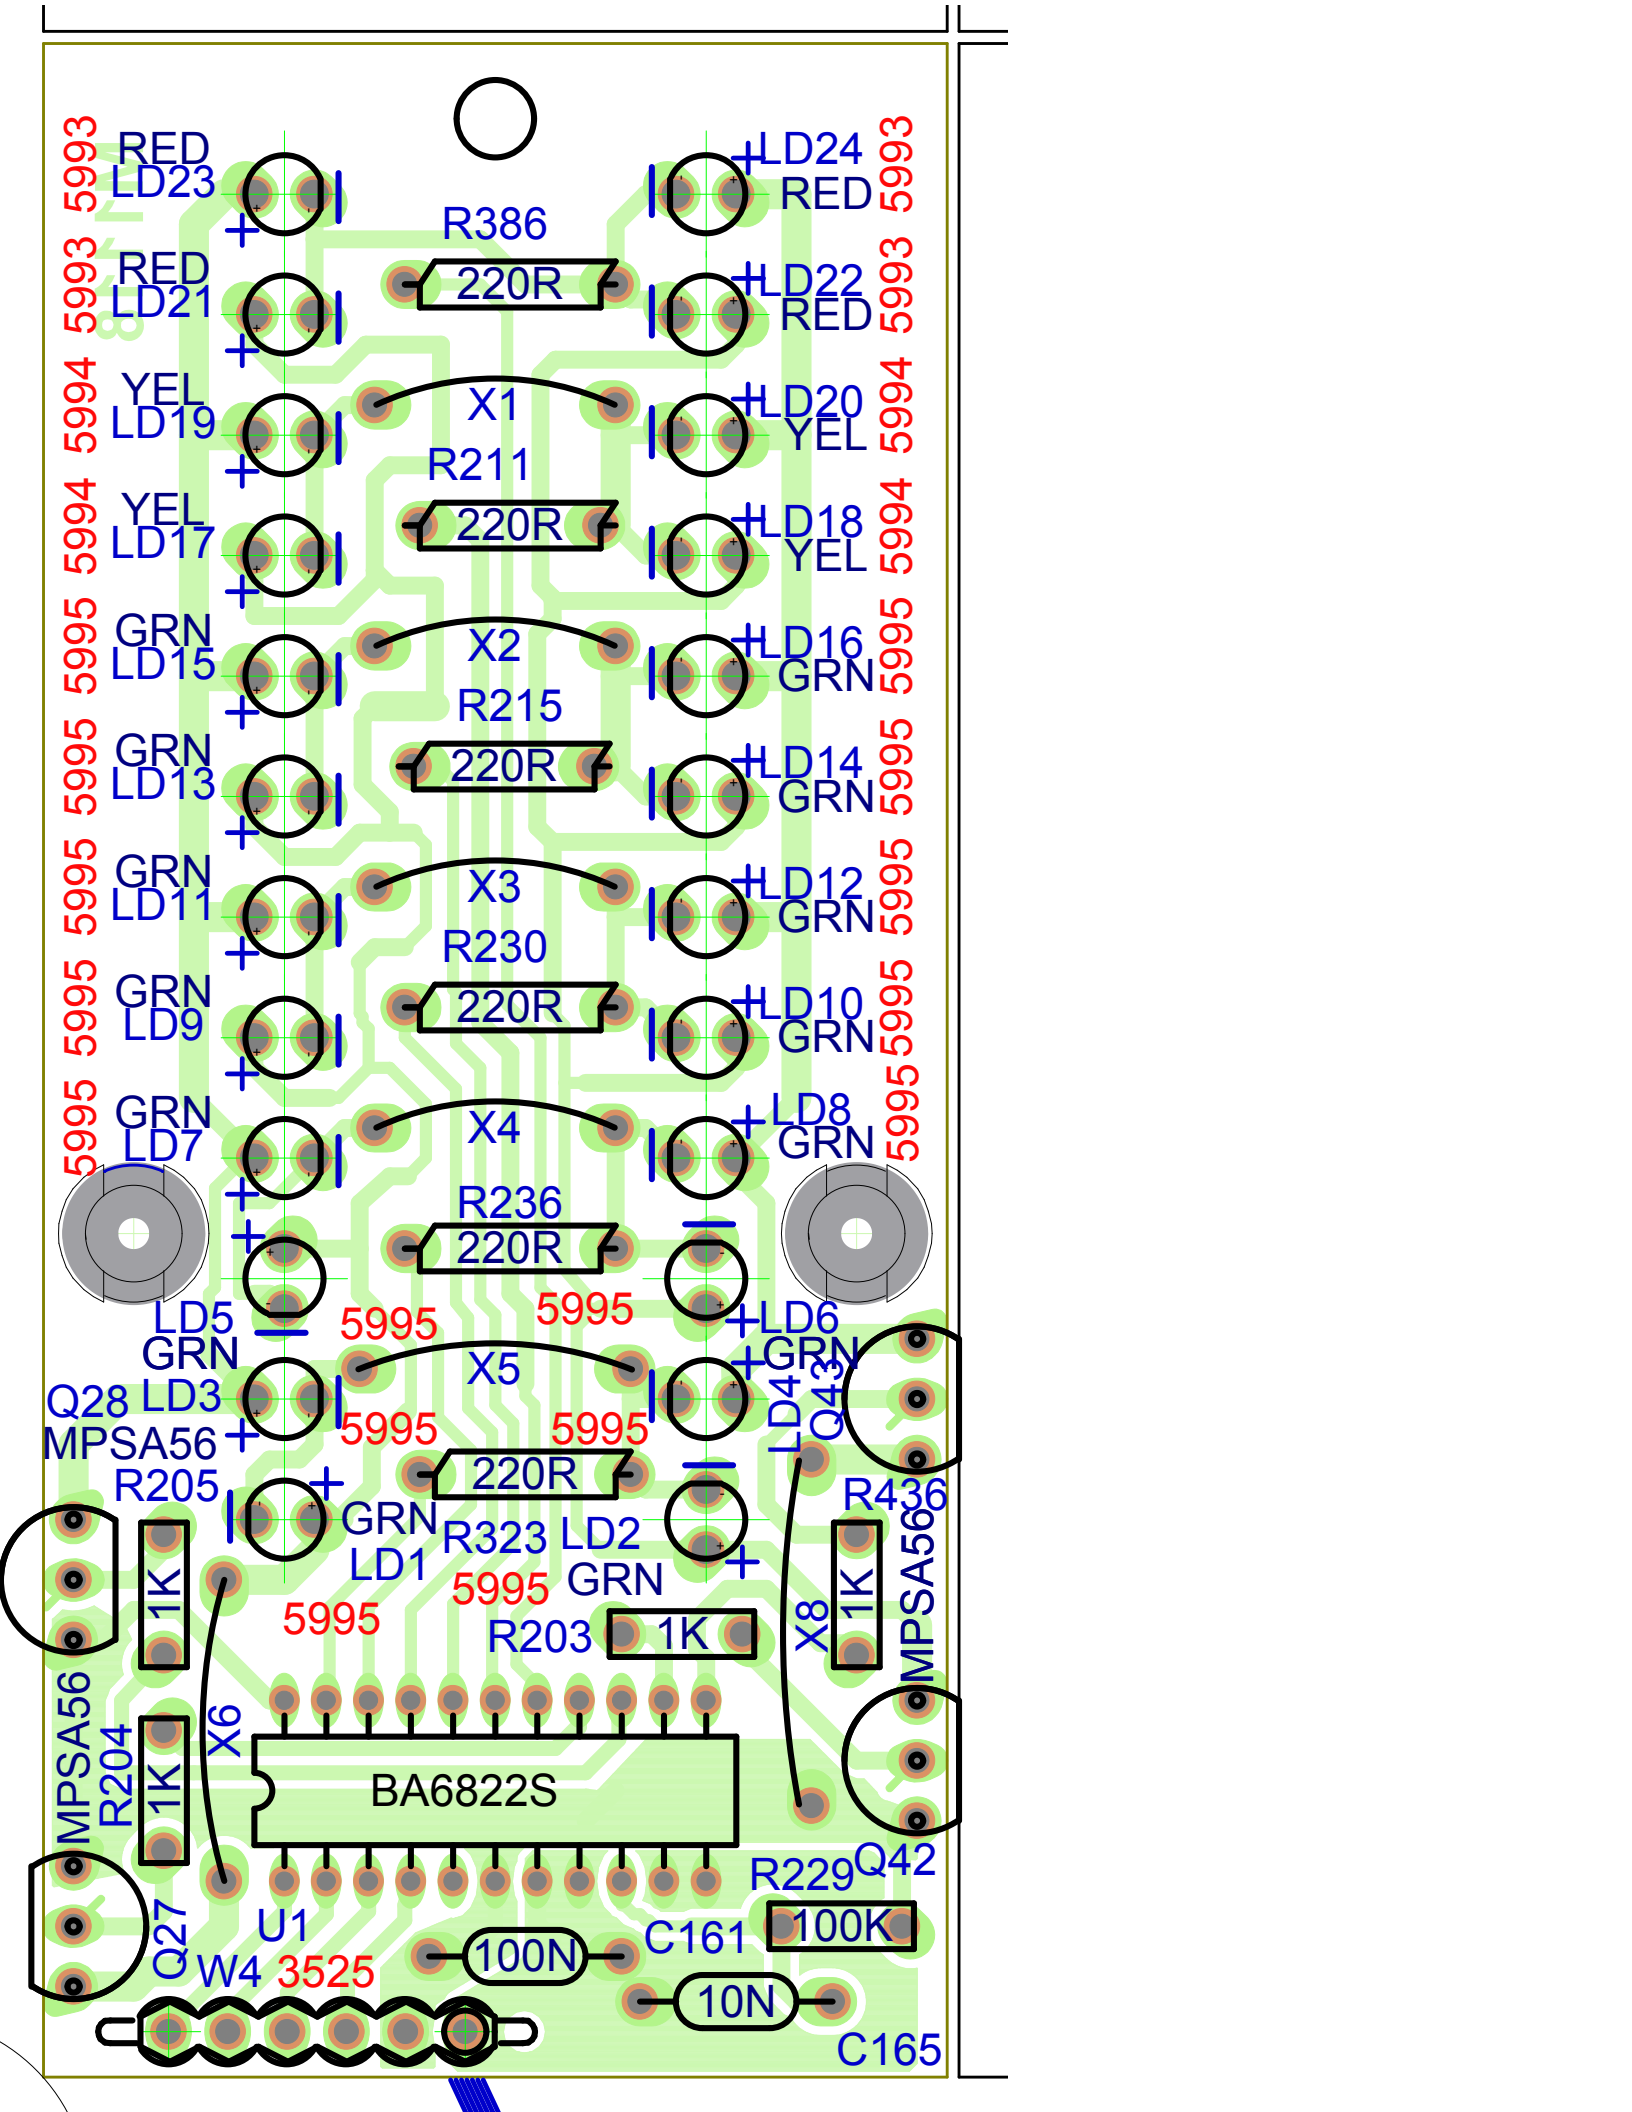 5993
RED
LD23
LD24
RED
5993
R386
220R
5993
RED
LD21
LD22
RED
5993
5994
YEL
LD19
X1
LD20
YEL
5994
R211
220R
5994
YEL
LD17
LD18
YEL
5994
5995
GRN
LD15
X2
LD16
GRN
5995
R215
220R
5995
GRN
LD13
LD14
GRN
5995
5995
GRN
LD11
X3
LD12
GRN
5995
R230
220R
5995
GRN
LD9
LD10
GRN
5995
5995
GRN
LD7
X4
LD8
GRN
5995
R236
220R
LD5
GRN
5995
5995
LD6
GRN
Q28
LD3
X5
LD4
Q43
MPSA56
5995
5995
R205
220R
R436
GRN
LD1
R323
LD2
GRN
5995
5995
1K
R203
1K
X8
1K
MPSA56
MPSA56
R204
1K
X6
BA6822S
Q42
R229
100K
Q27
U1
C161
100N
W4
3525
10N
C165